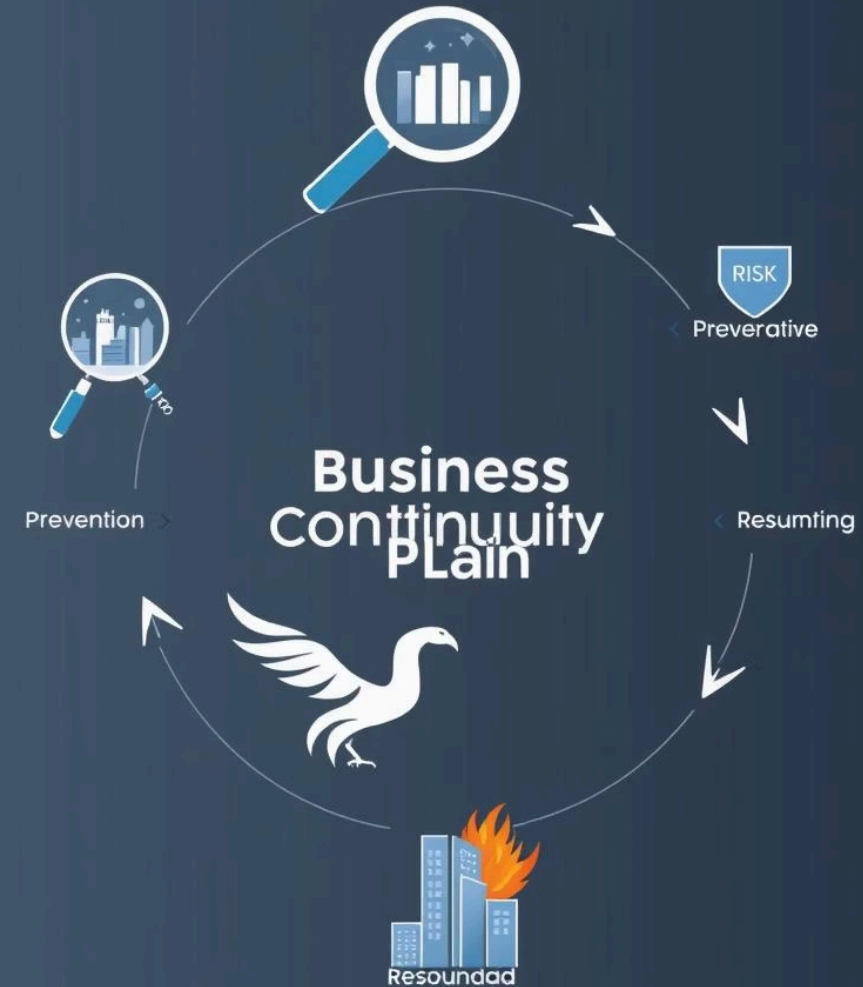 RISK
Preverative
Business
Conttinuuity
PLain
Prevention
Resumting
Resoundad